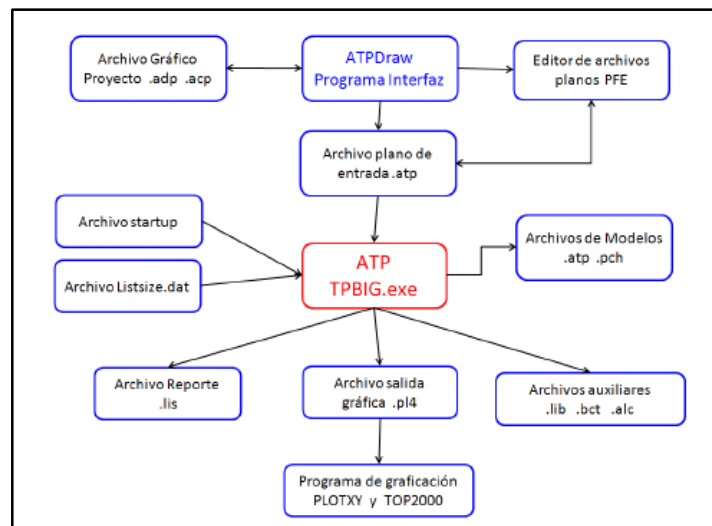 Archivo Gráfico
Proyecto .adp .acp
ATPDraw
Programa Interfaz
Editor de archivos
planos PFE
Archivo plano de
entrada .atp
Archivo startup
Archivo Listsize.dat
ATP
TPBIG.exe
Archivos de Modelos
.atp .pch
Archivo Reporte
.lis
Archivo salida
gráfica .pl4
Archivos auxiliares
.lib .bct .alc
Programa de graficación
PLOTXY y TOP2000